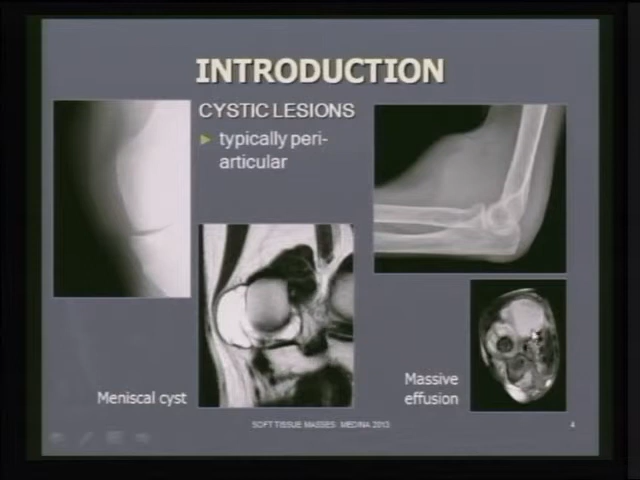 INTRODUCTION
CYSTIC LESIONS
typically peri-
articular
Meniscal cyst
Massive
effusion
SOFT TISSUE MASSES MEDINA 2013
4